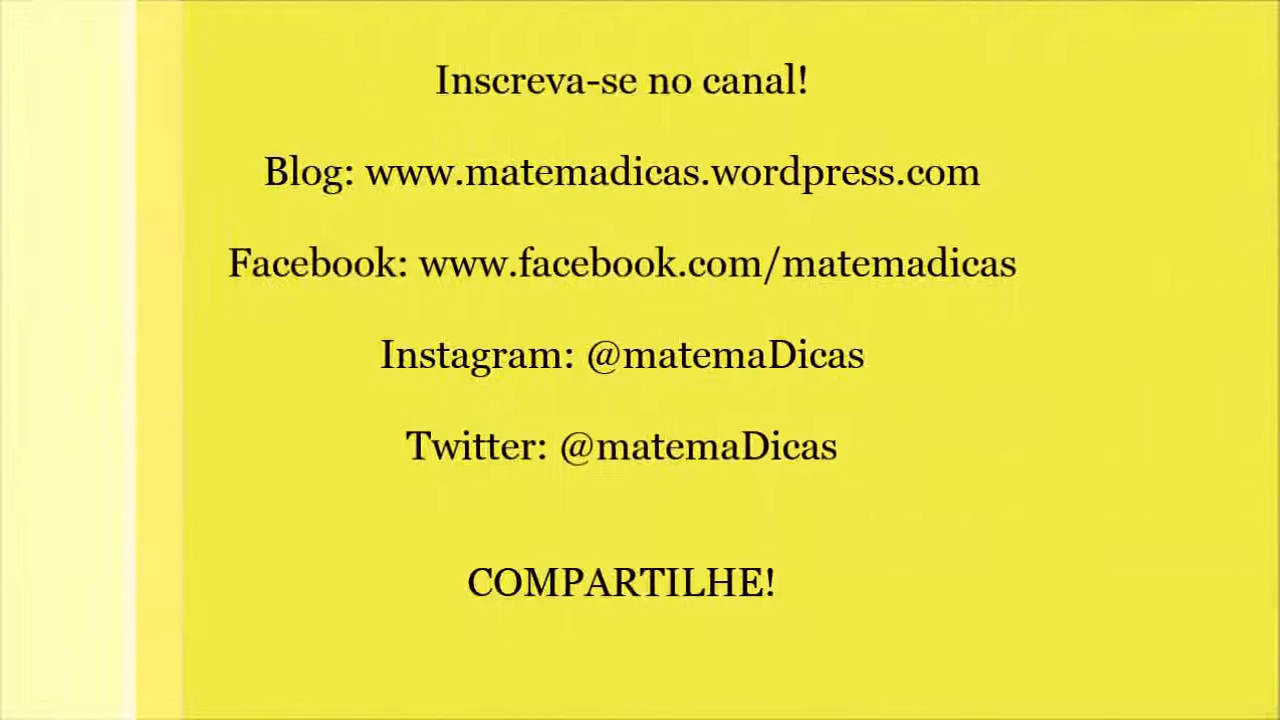 Inscreva-se no canal!
Blog: www.matemadicas.wordpress.com
Facebook: www.facebook.com/matemadicas
Instagram: @matemaDicas
Twitter: @matemaDicas
COMPARTILHE!